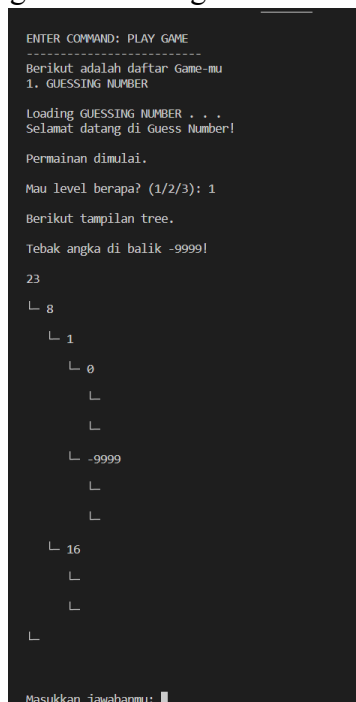 ENTER COMMAND: PLAY GAME
--------------------------
Berikut adalah daftar Game-mu
1. GUESSING NUMBER
Loading GUESSING NUMBER . . .
Selamat datang di Guess Number!
Permainan dimulai.
Mau level berapa? (1/2/3): 1
Berikut tampilan tree.
Tebak angka di balik -9999!
23
└─ 8
└─ 1
└─ 0
└─
└─
└─ -9999
└─
└─
└─ 16
└─
└─
└─
Masukkan jawabanmu: